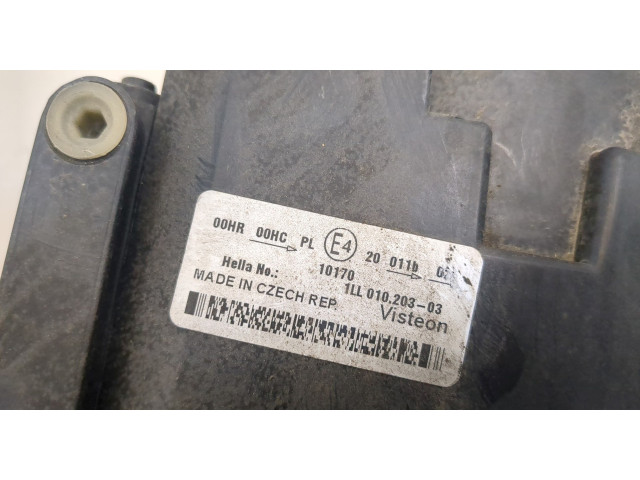 00HR 00HC PL E4 20 011b
10170
Hella No.: 1LL 010.203-03
MADE IN CZECH REP. Visteon